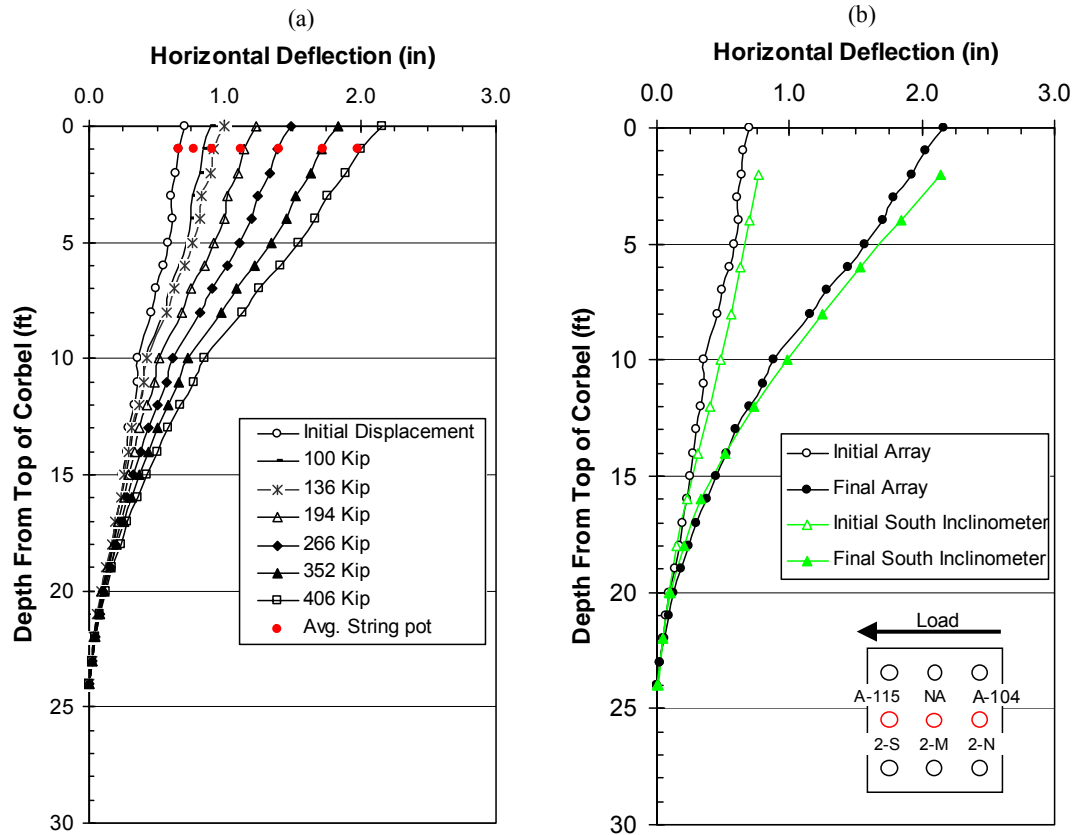 (a)
Horizontal Deflection (in)
0.0 1.0 2.0 3.0
0
5
10
15
20
25
30
Depth From Top of Corbel (ft)
Initial Displacement
100 Kip
136 Kip
194 Kip
266 Kip
352 Kip
406 Kip
Avg. String pot
(b)
Horizontal Deflection (in)
0.0 1.0 2.0 3.0
0
5
10
15
20
25
30
Depth From Top of Corbel (ft)
Initial Array
Final Array
Initial South Inclinometer
Final South Inclinometer
Load
A-115 NA A-104
2-S 2-M 2-N